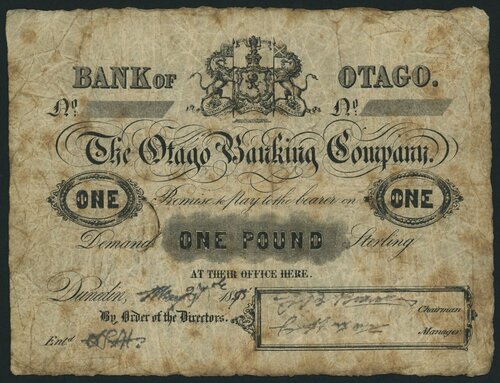 BANK OF OTAGO.
No. No.
The Otago Banking Company.
ONE Promise to pay to the bearer on ONE
Demand ONE POUND Sterling
AT THEIR OFFICE HERE.
Dunedin, 18
By Order of the Directors. Chairman
Entd Manager